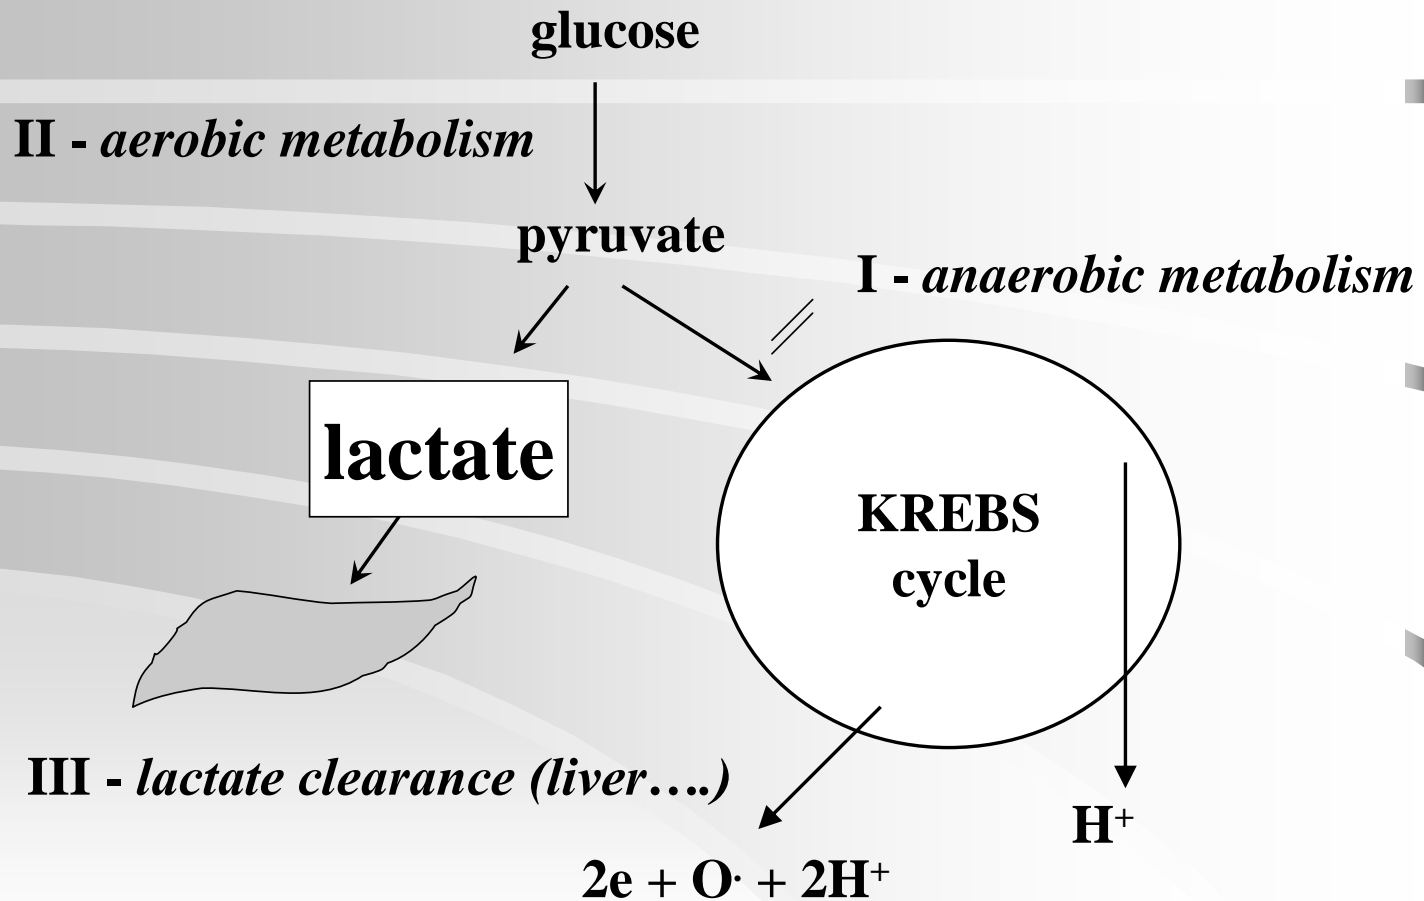 glucose
II - aerobic metabolism
pyruvate
I - anaerobic metabolism
lactate
KREBS
cycle
III - lactate clearance (liver….)
H⁺
2e + O· + 2H⁺